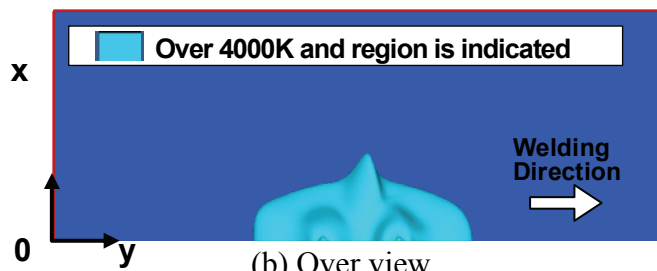 Over 4000K and region is indicated
x
Welding
Direction
0
y
(b) Over view